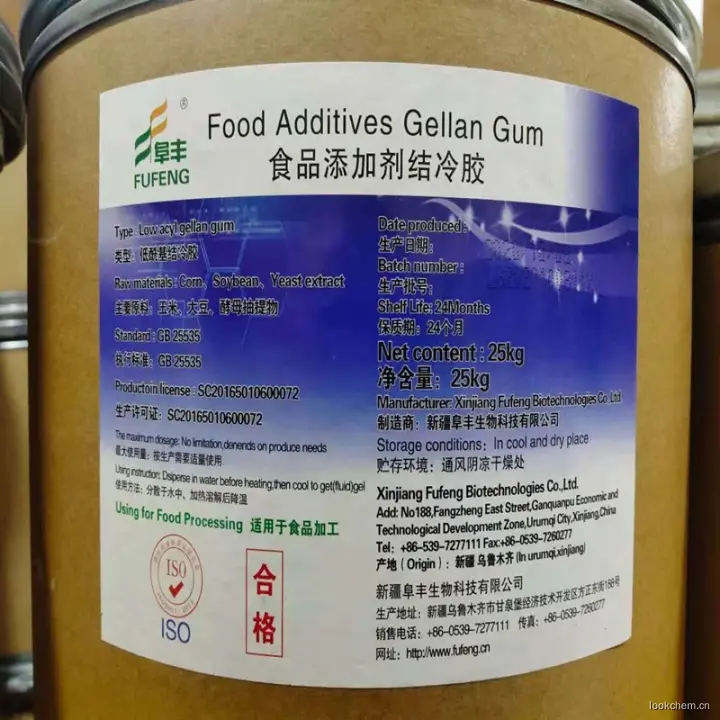 ®
阜丰
FUFENG
Food Additives Gellan Gum
食品添加剂结冷胶
Type: Low acyl gellan gum
类型: 低酰基结冷胶
Raw materials: Corn、Soybean、Yeast extract
主要原料: 玉米、大豆、酵母抽提物
Standard: GB 25535
执行标准: GB 25535
Productoin license: SC20165010600072
生产许可证: SC20165010600072
The maximum dosage: No limitation,denends on produce needs
最大使用量: 按生产需要适量使用
Using instruction: Dsiperse in water before heating,then cool to get(fluid)gel
使用方法: 分散于水中、加热溶解后降温
Using for Food Processing 适用于食品加工
ISO
ISO
合格
Date produced:
生产日期:
Batch number:
生产批号:
Shelf Life: 24Months
保质期: 24个月
Net content: 25kg
净含量: 25kg
Manufacturer: Xinjiang Fufeng Biotechnologies Co.,Ltd.
制造商: 新疆阜丰生物科技有限公司
Storage conditions: In cool and dry place
贮存环境: 通风阴凉干燥处
Xinjiang Fufeng Biotechnologies Co.,Ltd.
Add: No188,Fangzheng East Street,Ganquanpu Economic and
Technological Development Zone,Urumqi City,Xinjiang,China
Tel: +86-539-7277111 Fax:+86-0539-7260277
产地 (Origin): 新疆 乌鲁木齐 (In urumqi,xinjiang)
新疆阜丰生物科技有限公司
生产地址: 新疆乌鲁木齐市甘泉堡经济技术开发区方正东街188号
销售电话: +86-0539-7277111 传真: +86-0539-7260277
网址: http://www.fufeng.cn
lookchem.cn